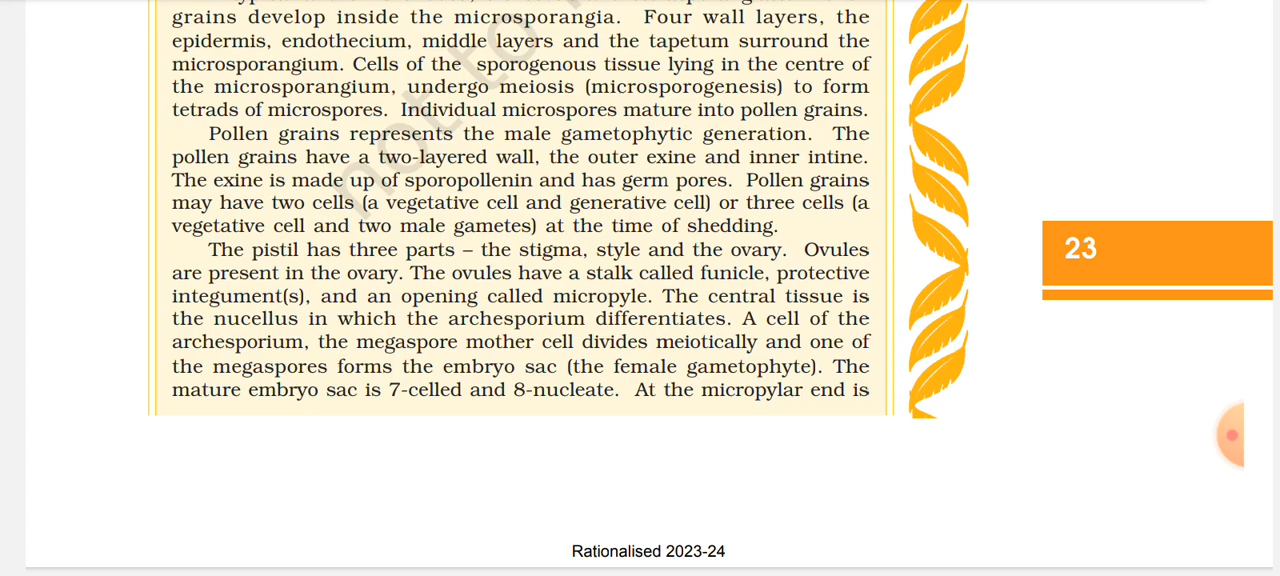 grains develop inside the microsporangia. Four wall layers, the
epidermis, endothecium, middle layers and the tapetum surround the
microsporangium. Cells of the sporogenous tissue lying in the centre of
the microsporangium, undergo meiosis (microsporogenesis) to form
tetrads of microspores. Individual microspores mature into pollen grains.
Pollen grains represents the male gametophytic generation. The
pollen grains have a two-layered wall, the outer exine and inner intine.
The exine is made up of sporopollenin and has germ pores. Pollen grains
may have two cells (a vegetative cell and generative cell) or three cells (a
vegetative cell and two male gametes) at the time of shedding.
The pistil has three parts – the stigma, style and the ovary. Ovules
are present in the ovary. The ovules have a stalk called funicle, protective
integument(s), and an opening called micropyle. The central tissue is
the nucellus in which the archesporium differentiates. A cell of the
archesporium, the megaspore mother cell divides meiotically and one of
the megaspores forms the embryo sac (the female gametophyte). The
mature embryo sac is 7-celled and 8-nucleate. At the micropylar end is
not to
23
Rationalised 2023-24